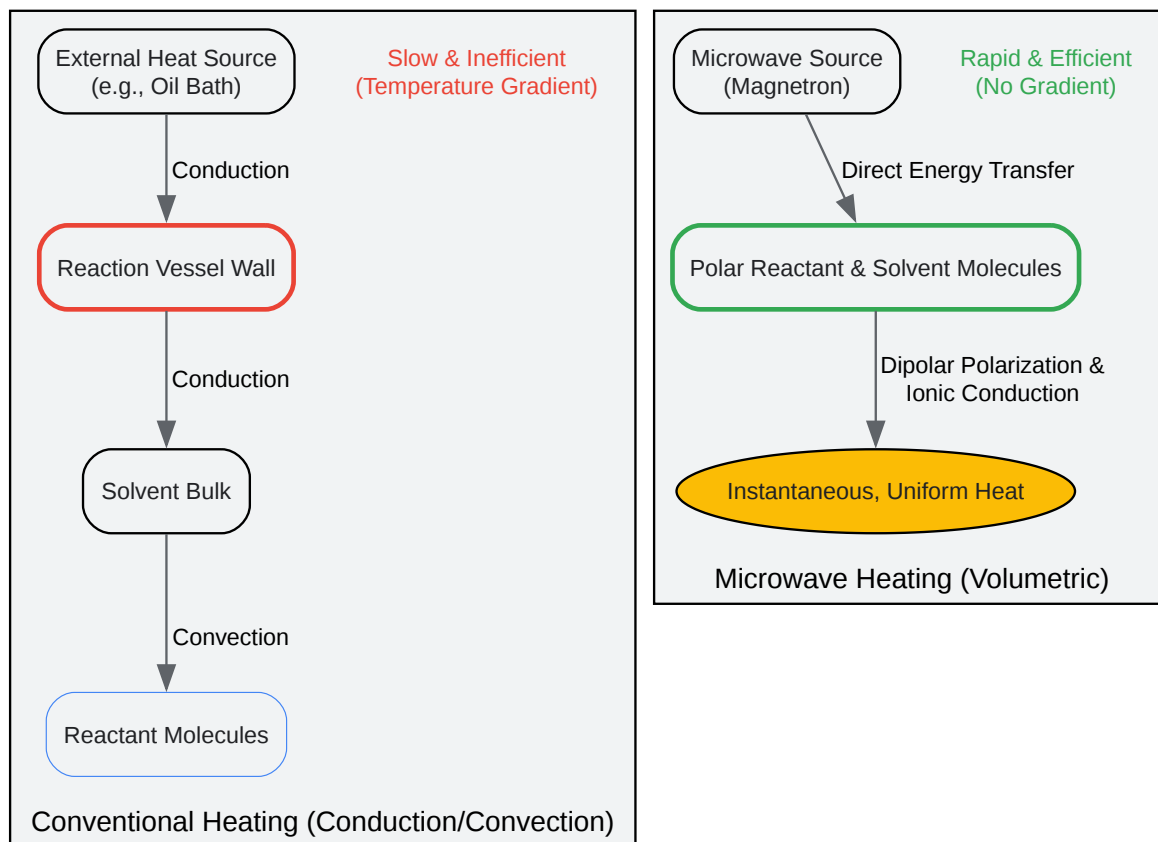 External Heat Source
(e.g., Oil Bath)
Slow & Inefficient
(Temperature Gradient)
Conduction
Reaction Vessel Wall
Conduction
Solvent Bulk
Convection
Reactant Molecules
Conventional Heating (Conduction/Convection)
Microwave Source
(Magnetron)
Rapid & Efficient
(No Gradient)
Direct Energy Transfer
Polar Reactant & Solvent Molecules
Dipolar Polarization &
Ionic Conduction
Instantaneous, Uniform Heat
Microwave Heating (Volumetric)